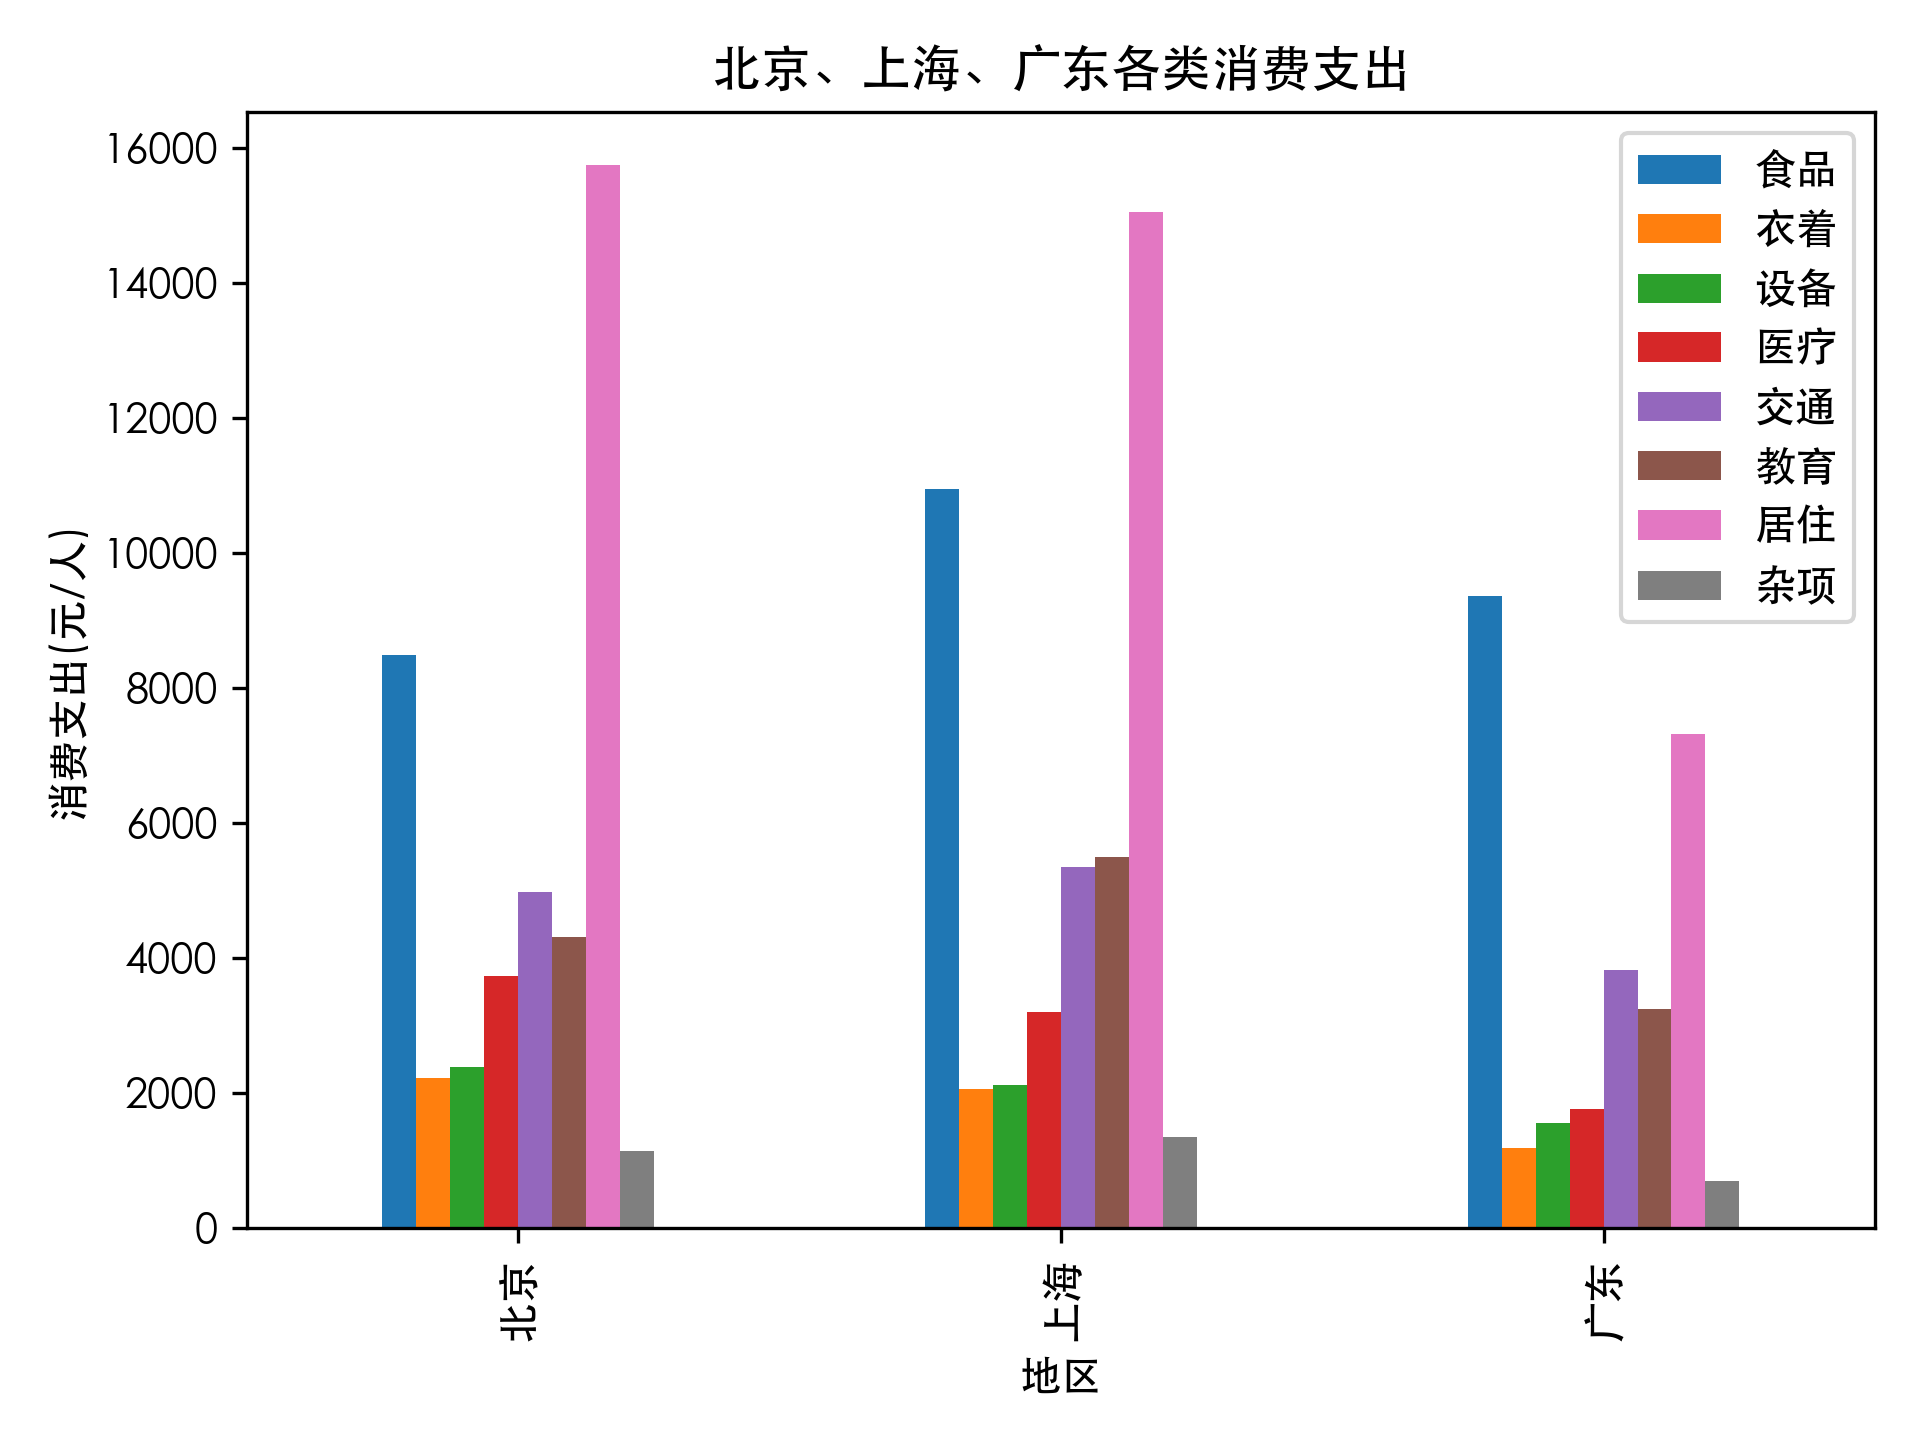 北京、上海、广东各类消费支出
消费支出(元/人)
16000
14000
12000
10000
8000
6000
4000
2000
0
食品
衣着
设备
医疗
交通
教育
居住
杂项
北京
上海
广东
地区